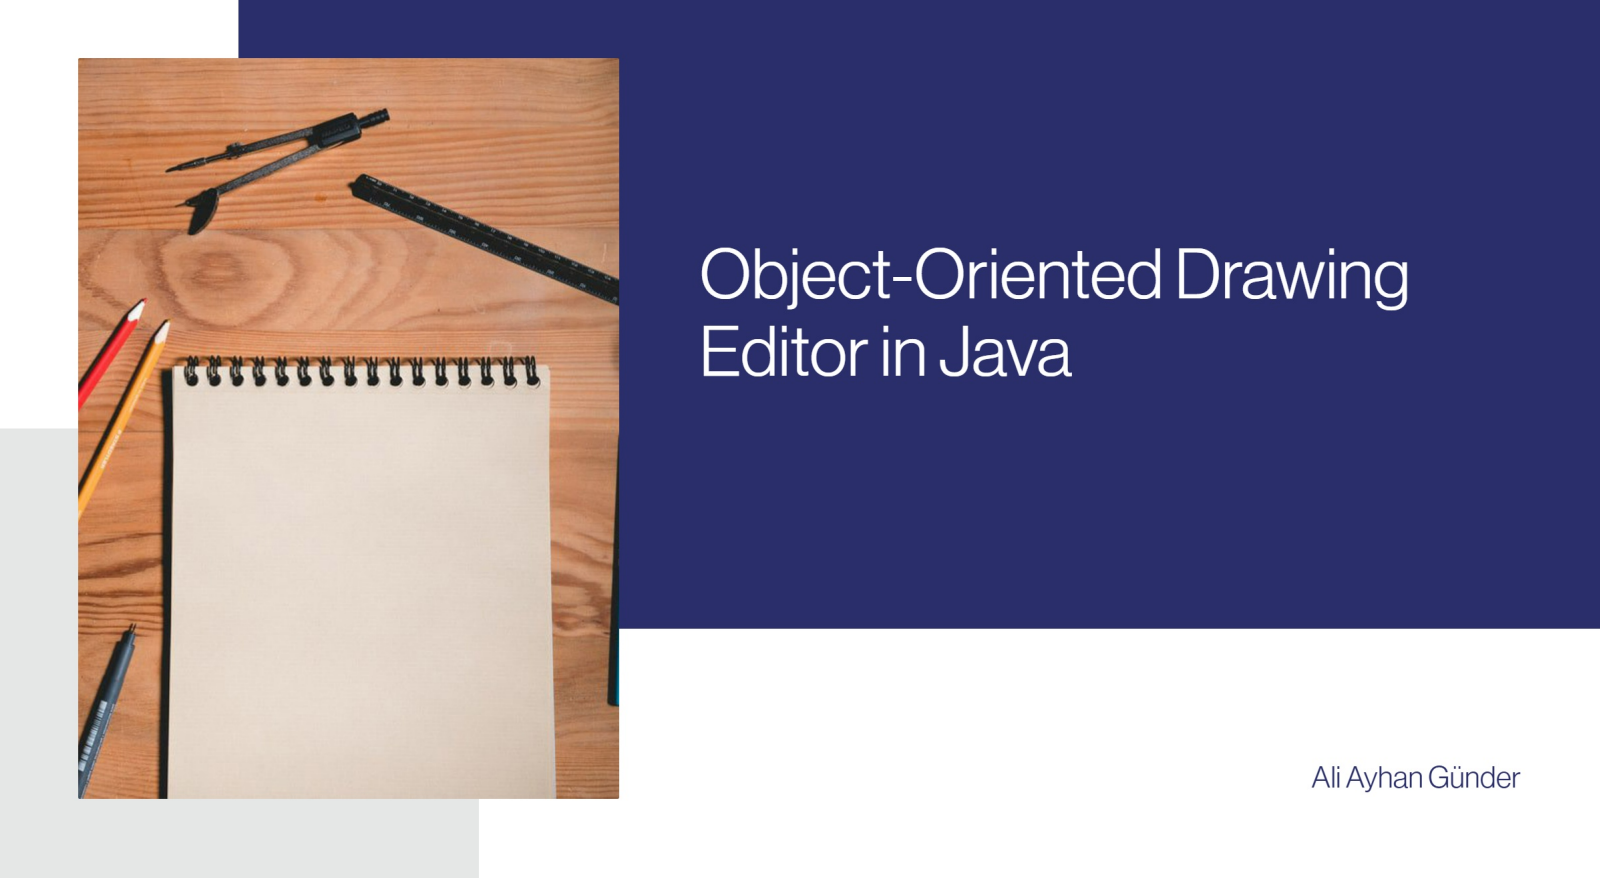 Object-Oriented Drawing
Editor in Java
Ali Ayhan Günder